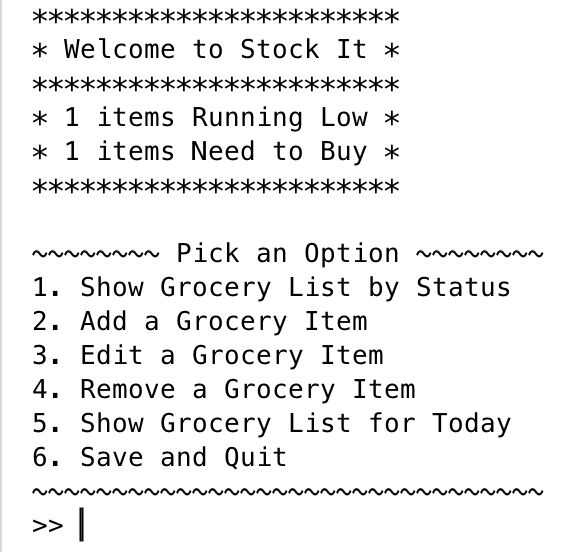 ***********************
* Welcome to Stock It *
***********************
* 1 items Running Low *
* 1 items Need to Buy *
***********************

~~~~~~~~ Pick an Option ~~~~~~~~
1. Show Grocery List by Status
2. Add a Grocery Item
3. Edit a Grocery Item
4. Remove a Grocery Item
5. Show Grocery List for Today
6. Save and Quit
~~~~~~~~~~~~~~~~~~~~~~~~~~~~~~~~
>>